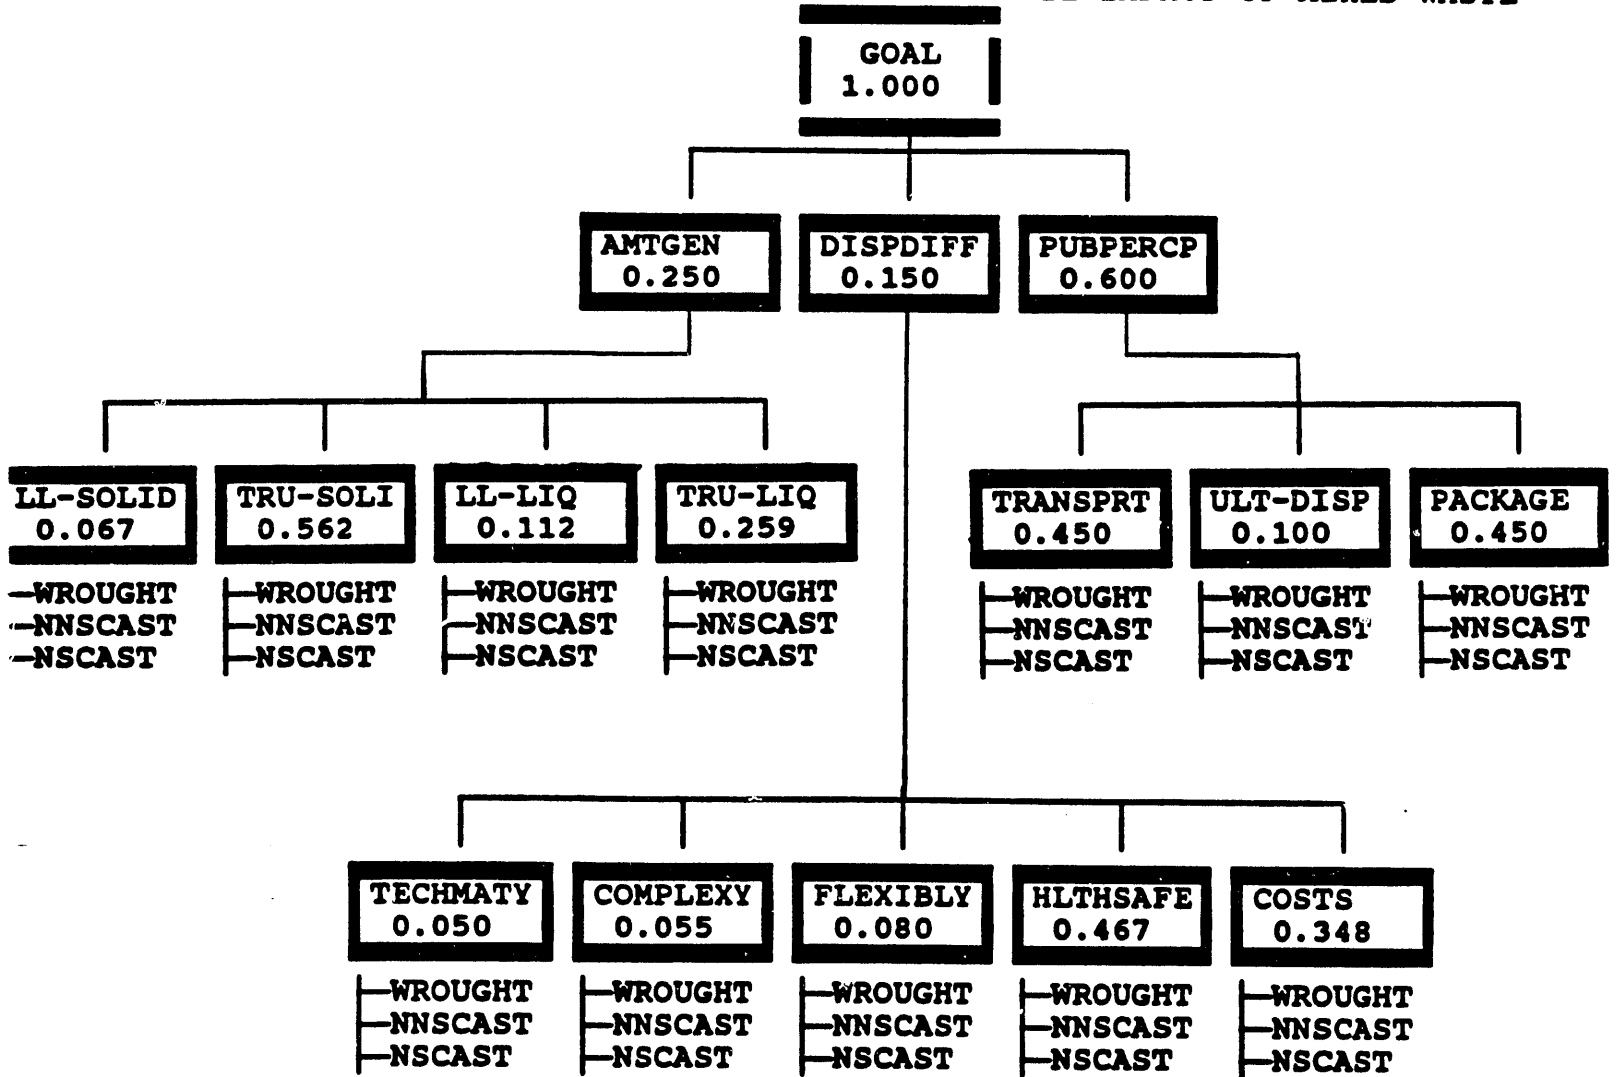 WASTE
GOAL
1.000
AMTGEN DISPDIFF PUBPERCP
0.250 0.150 0.600
LL-SOLID TRU-SOLI LL-LIQ TRU-LIQ TRANSPRT ULT-DISP PACKAGE
0.067 0.562 0.112 0.259 0.450 0.100 0.450
WROUGHT WROUGHT WROUGHT WROUGHT WROUGHT WROUGHT WROUGHT
NNSCAST NNSCAST NNSCAST NNSCAST NNSCAST NNSCAST NNSCAST
NSCAST NSCAST NSCAST NSCAST NSCAST NSCAST NSCAST
TECHMATY COMPLEXY FLEXIBLY HLTHSAFE COSTS
0.050 0.055 0.080 0.467 0.348
WROUGHT WROUGHT WROUGHT WROUGHT WROUGHT
NNSCAST NNSCAST NNSCAST NNSCAST NNSCAST
NSCAST NSCAST NSCAST NSCAST NSCAST